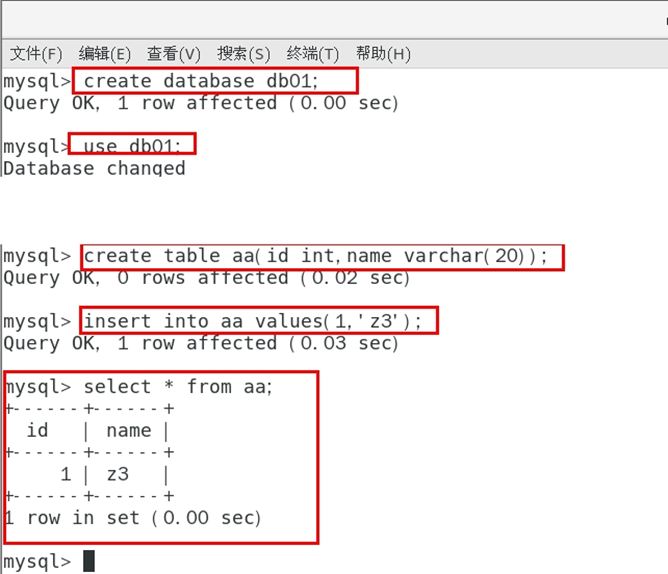 文件(F) 编辑(E) 查看(V) 搜索(S) 终端(T) 帮助(H)
mysql> create database db01;
Query OK, 1 row affected (0.00 sec)
mysql> use db01;
Database changed
mysql> create table aa(id int,name varchar(20));
Query OK, 0 rows affected (0.02 sec)
mysql> insert into aa values(1,'z3');
Query OK, 1 row affected (0.03 sec)
mysql> select * from aa;
+------+------+
id | name |
+------+------+
1 | z3 |
+------+------+
1 row in set (0.00 sec)
mysql>